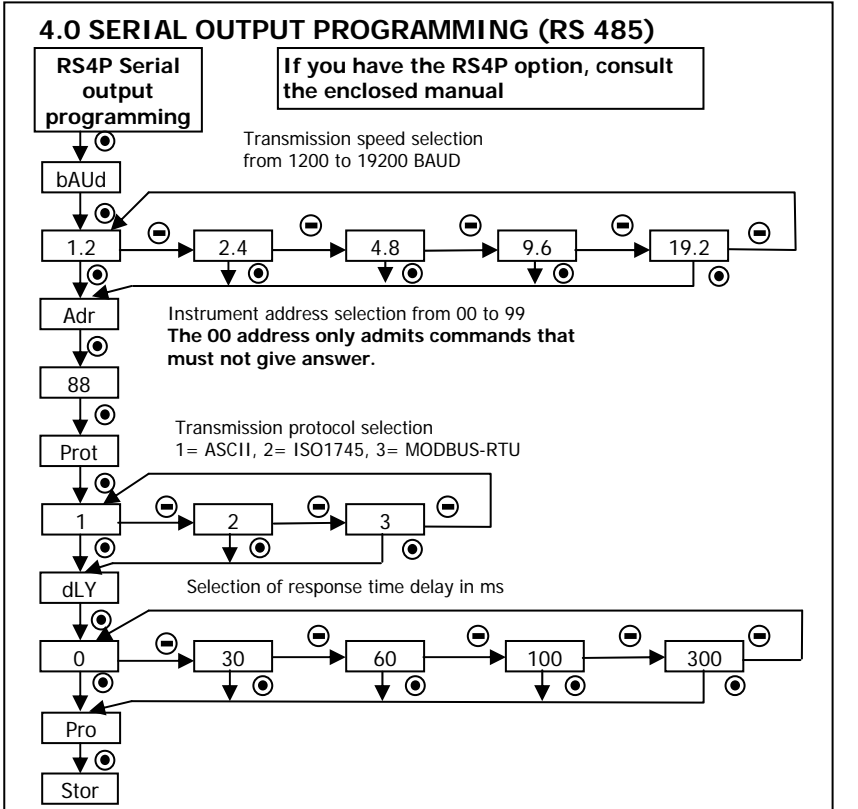 4.0 SERIAL OUTPUT PROGRAMMING (RS 485)
RS4P Serial
output
programming
If you have the RS4P option, consult
the enclosed manual
Transmission speed selection
from 1200 to 19200 BAUD
bAUd
1.2 2.4 4.8 9.6 19.2
Adr
Instrument address selection from 00 to 99
The 00 address only admits commands that
must not give answer.
88
Transmission protocol selection
1= ASCII, 2= ISO1745, 3= MODBUS-RTU
Prot
1 2 3
dLY
Selection of response time delay in ms
0 30 60 100 300
Pro
Stor